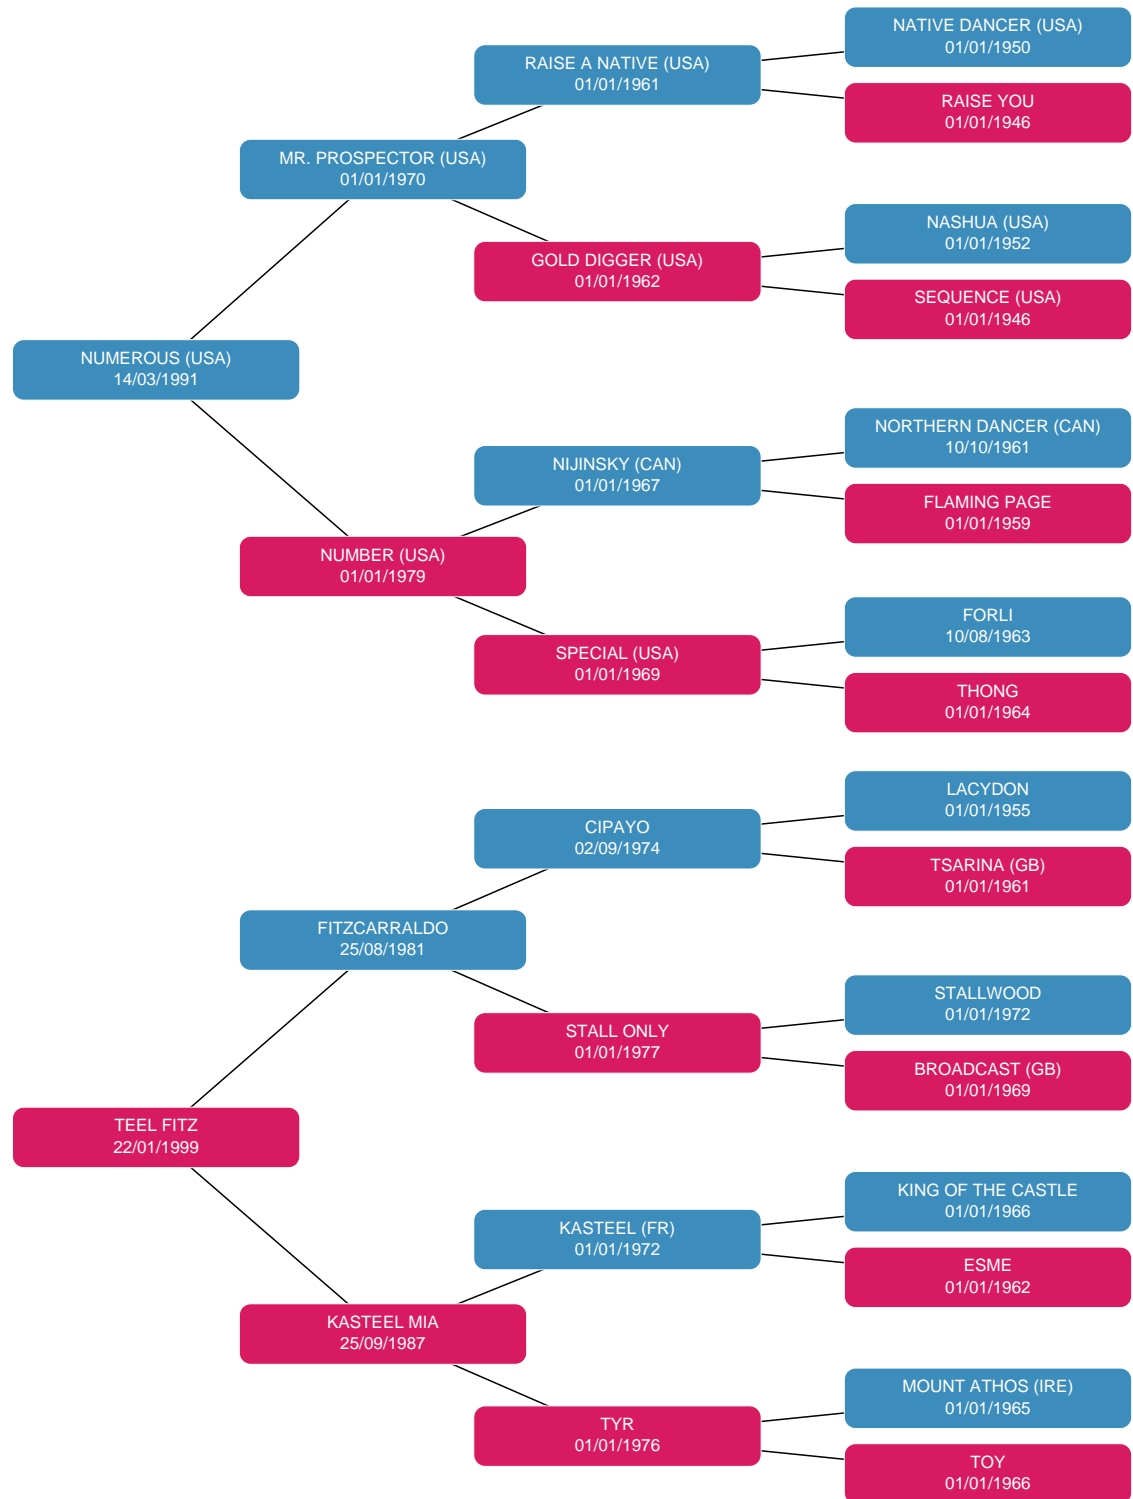 NATIVE DANCER (USA)
01/01/1950
RAISE A NATIVE (USA)
01/01/1961
RAISE YOU
01/01/1946
MR. PROSPECTOR (USA)
01/01/1970
NASHUA (USA)
01/01/1952
GOLD DIGGER (USA)
01/01/1962
SEQUENCE (USA)
01/01/1946
NUMEROUS (USA)
14/03/1991
NORTHERN DANCER (CAN)
10/10/1961
NIJINSKY (CAN)
01/01/1967
FLAMING PAGE
01/01/1959
NUMBER (USA)
01/01/1979
FORLI
10/08/1963
SPECIAL (USA)
01/01/1969
THONG
01/01/1964
LACYDON
01/01/1955
CIPAYO
02/09/1974
TSARINA (GB)
01/01/1961
FITZCARRALDO
25/08/1981
STALLWOOD
01/01/1972
STALL ONLY
01/01/1977
BROADCAST (GB)
01/01/1969
TEEL FITZ
22/01/1999
KING OF THE CASTLE
01/01/1966
KASTEEL (FR)
01/01/1972
ESME
01/01/1962
KASTEEL MIA
25/09/1987
MOUNT ATHOS (IRE)
01/01/1965
TYR
01/01/1976
TOY
01/01/1966